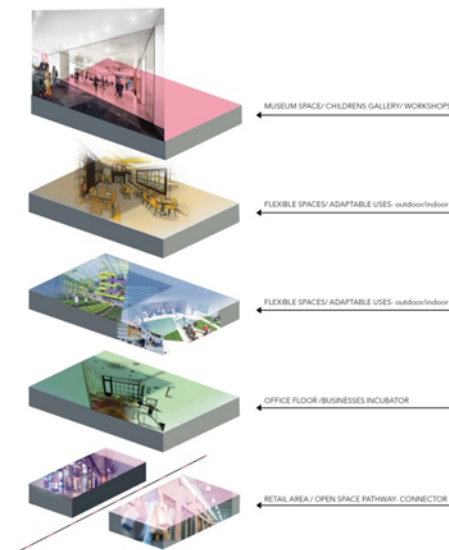 MUSEUM SPACE/ CHILDRENS GALLERY/ WORKSHOPS
FLEXIBLE SPACES/ ADAPTABLE USES- outdoor/indoor
FLEXIBLE SPACES/ ADAPTABLE USES- outdoor/indoor
OFFICE FLOOR /BUSINESSES INCUBATOR
RETAIL AREA / OPEN SPACE PATHWAY- CONNECTOR